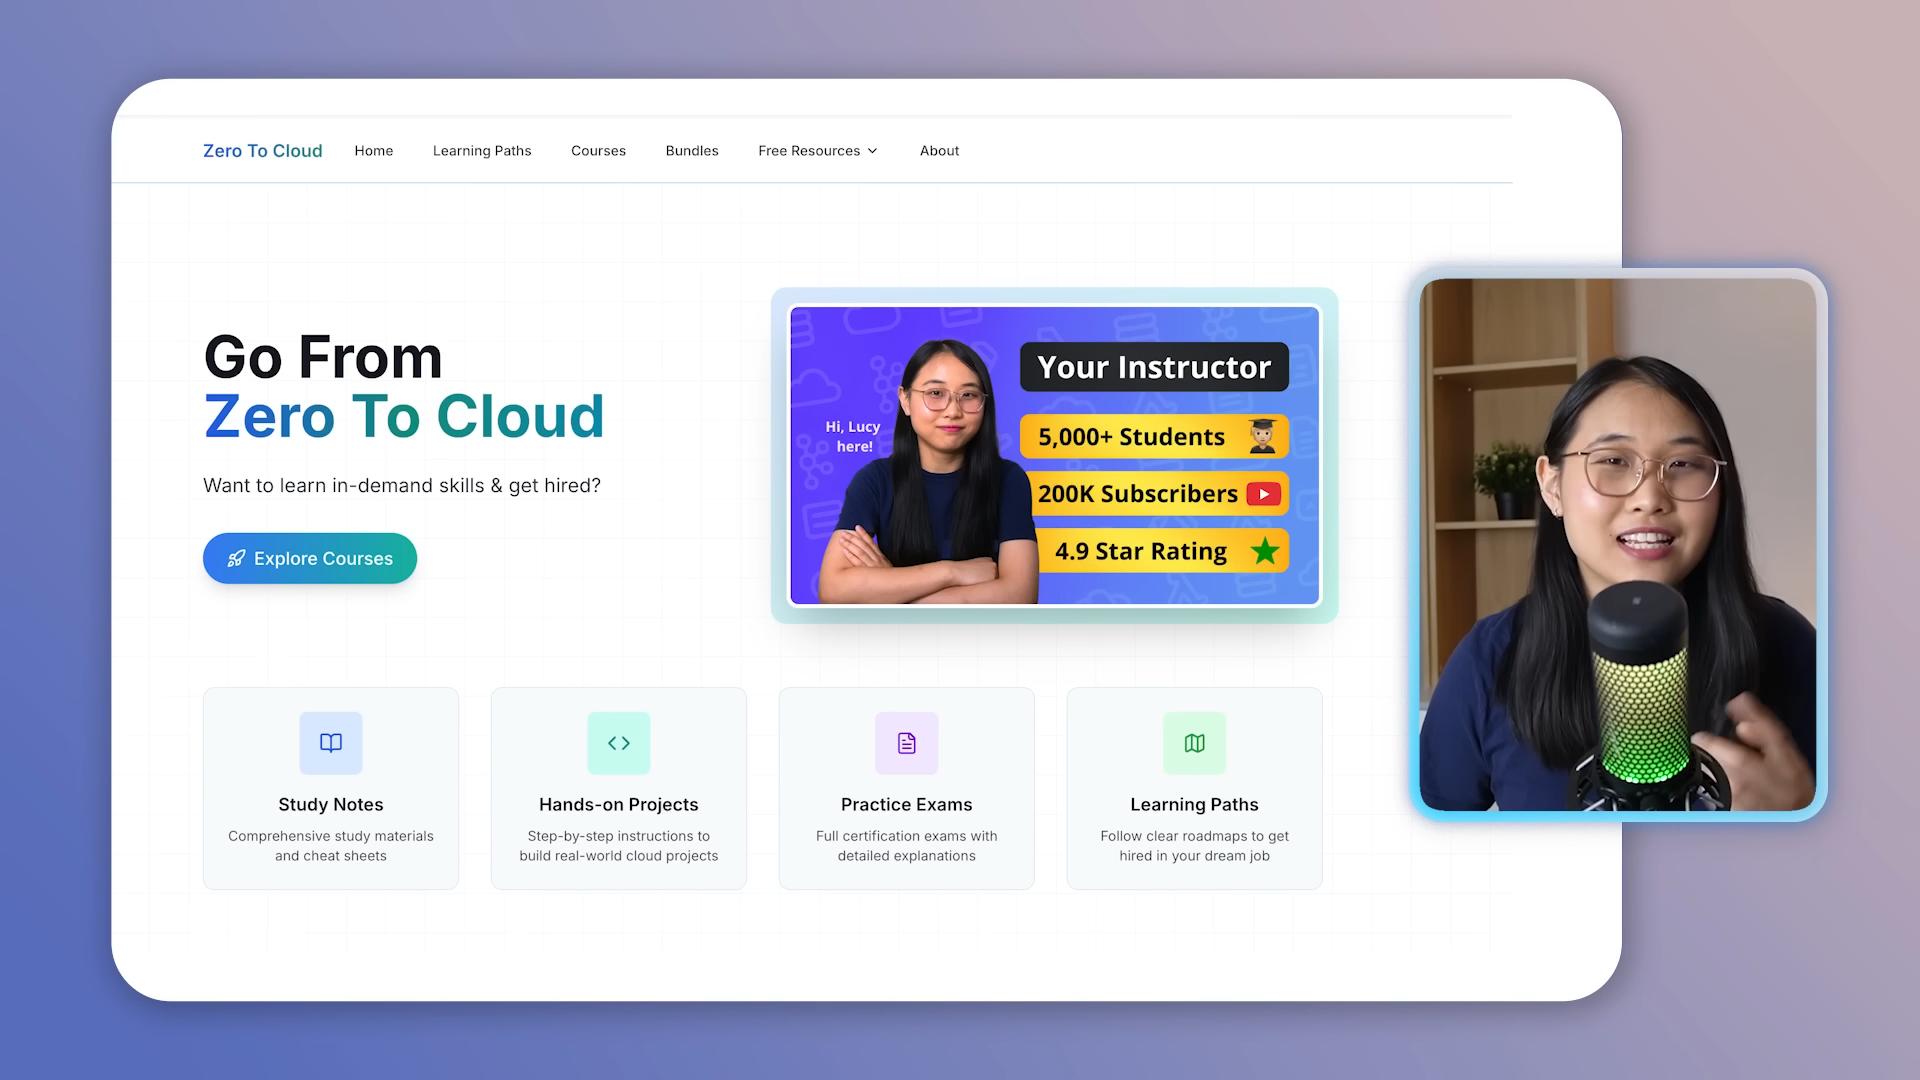 Zero To Cloud
Home
Learning Paths
Courses
Bundles
Free Resources
About
Go From
Zero To Cloud
Want to learn in-demand skills & get hired?
Explore Courses
Hi, Lucy
here!
Your Instructor
5,000+ Students
200K Subscribers
4.9 Star Rating
Study Notes
Comprehensive study materials
and cheat sheets
Hands-on Projects
Step-by-step instructions to
build real-world cloud projects
Practice Exams
Full certification exams with
detailed explanations
Learning Paths
Follow clear roadmaps to get
hired in your dream job